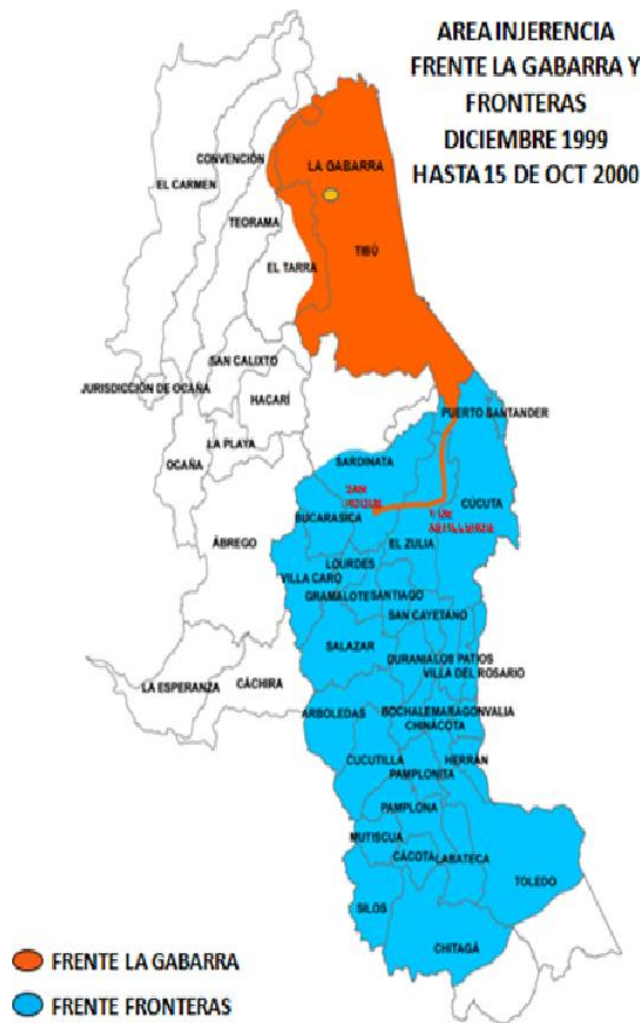 AREA INJERENCIA
FRENTE LA GABARRA Y
FRONTERAS
DICIEMBRE 1999
HASTA 15 DE OCT 2000
CONVENCIÓN
LA GABARRA
EL CARMEN
TEORAMA
TIBÚ
EL TARRA
SAN CALIXTO
JURISDICCIÓN DE OCAÑA
HACARÍ
PUERTO SANTANDER
LA PLAYA
OCAÑA
SARDINATA
SAN
ROQUE
CÚCUTA
BUCARASICA
ÁBREGO
EL ZULIA
LOURDES
VILLA CARO
GRAMALOTE
SANTIAGO
SAN CAYETANO
SALAZAR
DURANIA
LOS PATIOS
VILLA DEL ROSARIO
LA ESPERANZA
CÁCHIRA
ARBOLEDAS
BOCHALEMA
RAGONVALIA
CHINACOTA
CUCUTILLA
HERRÁN
PAMPLONITA
PAMPLONA
MUTISCUA
CÁCOTA
LABATECA
TOLEDO
SILOS
CHITAGÁ
FRENTE LA GABARRA
FRENTE FRONTERAS